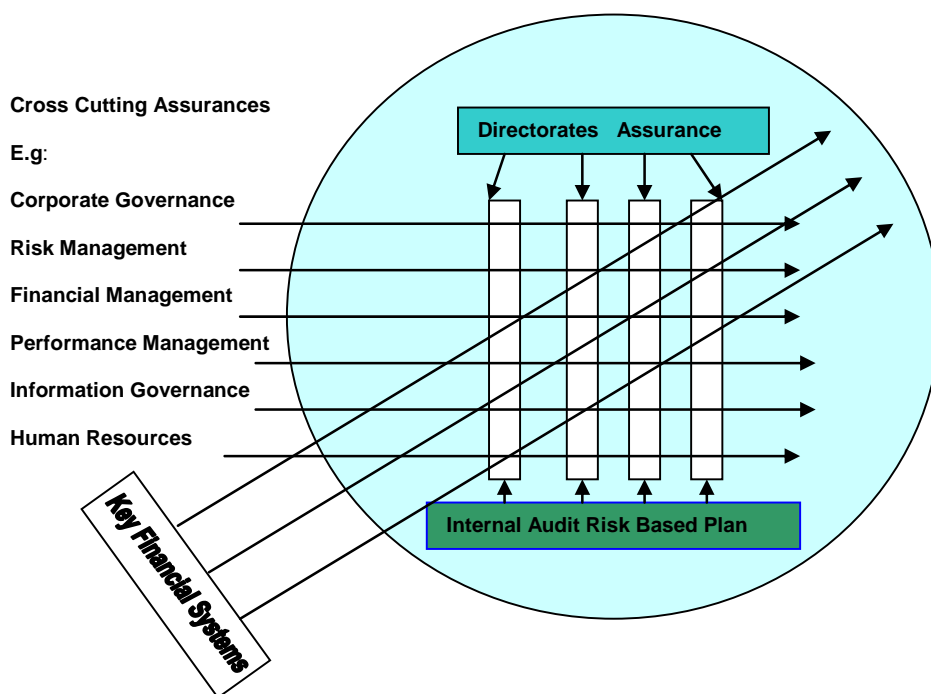 Cross Cutting Assurances
Directorates Assurance
E.g:
Corporate Governance
Risk Management
Financial Management
Performance Management
Information Governance
Human Resources
Key Financial Systems
Internal Audit Risk Based Plan